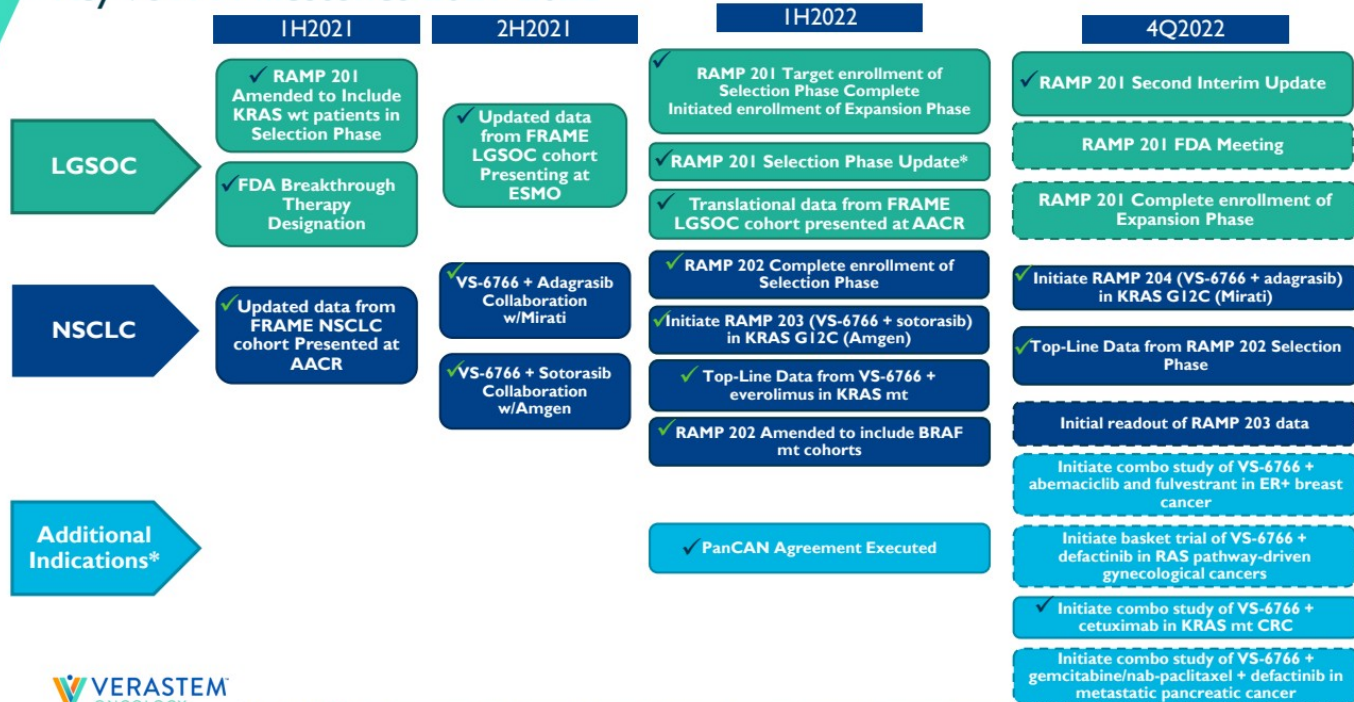 1H2021
2H2021
1H2022
4Q2022
LGSOC
RAMP 201
Amended to Include
KRAS wt patients in
Selection Phase
FDA Breakthrough
Therapy
Designation
Updated data
from FRAME
LGSOC cohort
Presenting at
ESMO
RAMP 201 Target enrollment of
Selection Phase Complete
Initiated enrollment of Expansion Phase
RAMP 201 Selection Phase Update*
Translational data from FRAME
LGSOC cohort presented at AACR
RAMP 201 Second Interim Update
RAMP 201 FDA Meeting
RAMP 201 Complete enrollment of
Expansion Phase
NSCLC
Updated data from
FRAME NSCLC
cohort Presented at
AACR
VS-6766 + Adagrasib
Collaboration
w/Mirati
VS-6766 + Sotorasib
Collaboration
w/Amgen
RAMP 202 Complete enrollment of
Selection Phase
Initiate RAMP 203 (VS-6766 + sotorasib)
in KRAS G12C (Amgen)
Top-Line Data from VS-6766 +
everolimus in KRAS mt
RAMP 202 Amended to include BRAF
mt cohorts
Initiate RAMP 204 (VS-6766 + adagrasib)
in KRAS G12C (Mirati)
Top-Line Data from RAMP 202 Selection
Phase
Initial readout of RAMP 203 data
Additional
Indications*
PanCAN Agreement Executed
Initiate combo study of VS-6766 +
abemaciclib and fulvestrant in ER+ breast
cancer
Initiate basket trial of VS-6766 +
defactinib in RAS pathway-driven
gynecological cancers
Initiate combo study of VS-6766 +
cetuximab in KRAS mt CRC
Initiate combo study of VS-6766 +
gemcitabine/nab-paclitaxel + defactinib in
metastatic pancreatic cancer
VERASTEM